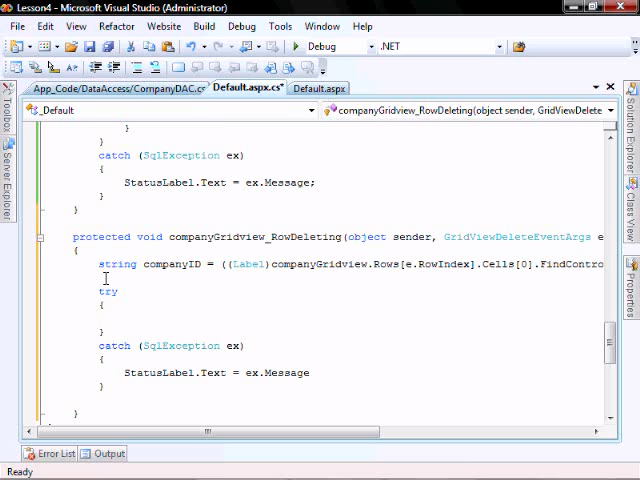 Lesson4 - Microsoft Visual Studio (Administrator)
File Edit View Refactor Website Build Debug Tools Window Help
Debug .NET
App_Code/DataAccess/CompanyDAC.cs Default.aspx.cs* Default.aspx
_Default companyGridview_RowDeleting(object sender, GridViewDelete
}
}
catch (SqlException ex)
{
StatusLabel.Text = ex.Message;
}
}
protected void companyGridview_RowDeleting(object sender, GridViewDeleteEventArgs e
{
string companyID = ((Label)companyGridview.Rows[e.RowIndex].Cells[0].FindContro
try
{
}
catch (SqlException ex)
{
StatusLabel.Text = ex.Message
}
}
Toolbox
Server Explorer
Solution Explorer
Class View
Properties
Error List Output
Ready